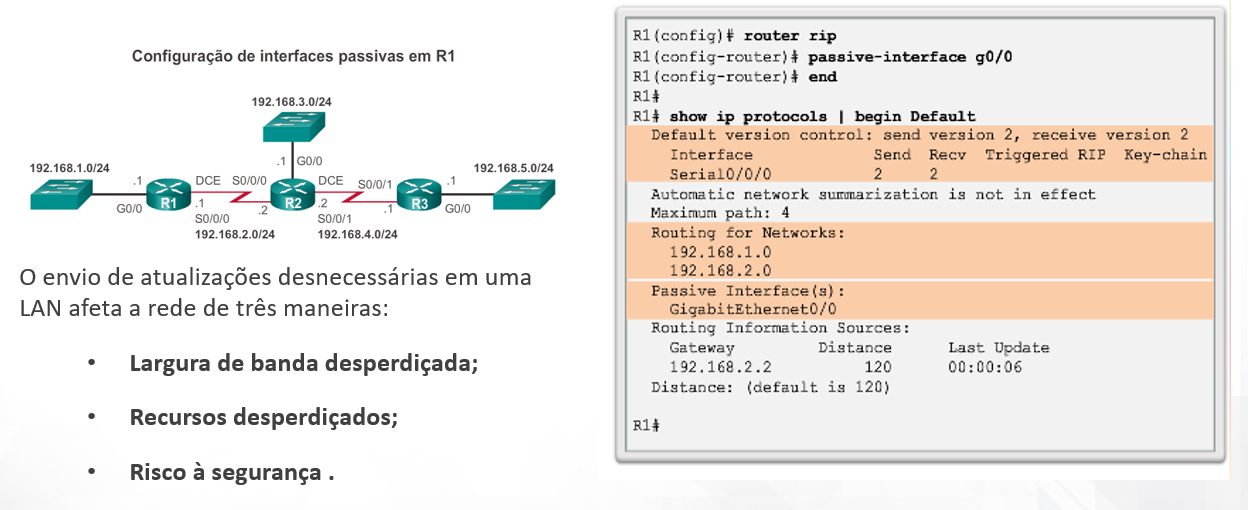 Configuração de interfaces passivas em R1
192.168.3.0/24
.1 G0/0
192.168.1.0/24
192.168.5.0/24
.1 DCE S0/0/0 DCE S0/0/1 .1
G0/0 R1 .1 R2 .2 R3 G0/0
S0/0/0 .2 S0/0/1 .1
192.168.2.0/24 192.168.4.0/24
O envio de atualizações desnecessárias em uma
LAN afeta a rede de três maneiras:
• Largura de banda desperdiçada;
• Recursos desperdiçados;
• Risco à segurança .
R1(config)# router rip
R1(config-router)# passive-interface g0/0
R1(config-router)# end
R1#
R1# show ip protocols | begin Default
Default version control: send version 2, receive version 2
Interface Send Recv Triggered RIP Key-chain
Serial0/0/0 2 2
Automatic network summarization is not in effect
Maximum path: 4
Routing for Networks:
192.168.1.0
192.168.2.0
Passive Interface(s):
GigabitEthernet0/0
Routing Information Sources:
Gateway Distance Last Update
192.168.2.2 120 00:00:06
Distance: (default is 120)
R1#